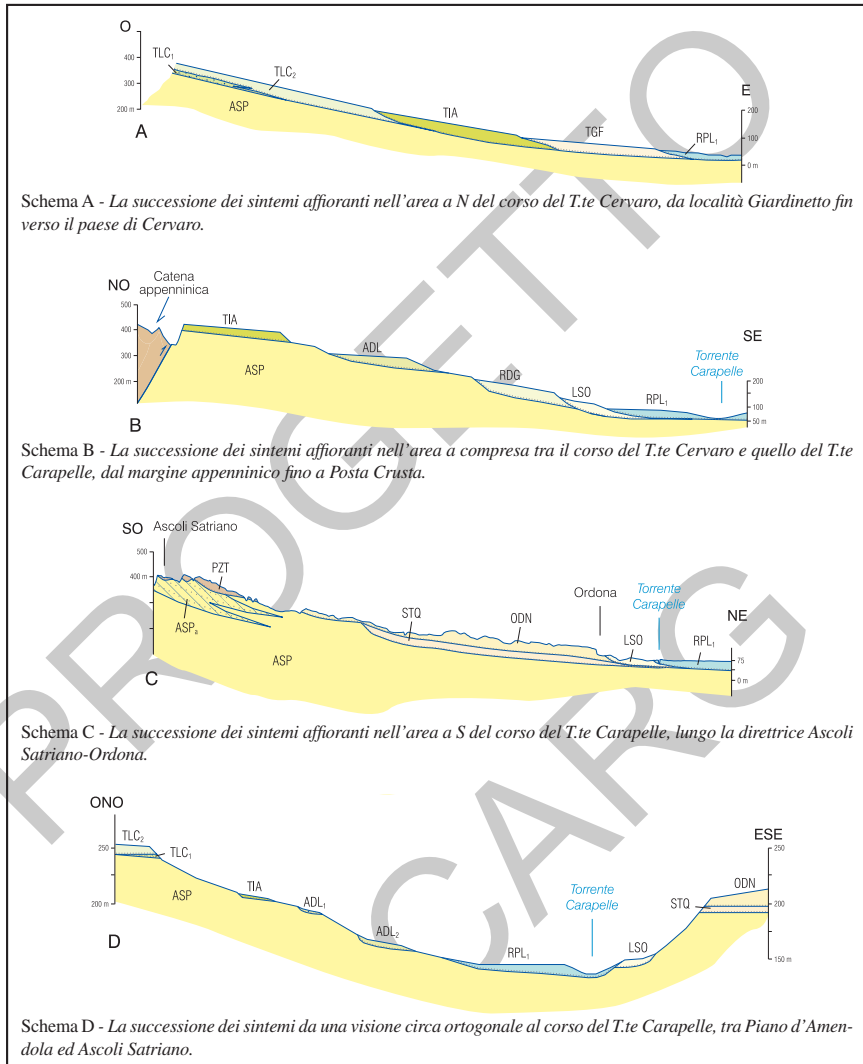 O
E
400
300
200 m
TLC1
TLC2
ASP
TIA
TGF
RPL1
200
100
0 m
A
Schema A - La successione dei sintemi affioranti nell'area a N del corso del T.te Cervaro, da località Giardinetto fin
verso il paese di Cervaro.
NO
Catena
appenninica
500
400
300
200 m
TIA
ASP
ADL
RDG
LSO
RPL1
Torrente
Carapelle
SE
200
100
50 m
B
Schema B - La successione dei sintemi affioranti nell'area a compresa tra il corso del T.te Cervaro e quello del T.te
Carapelle, dal margine appenninico fino a Posta Crusta.
SO
Ascoli Satriano
500
400 m
PZT
ASPa
ASP
STQ
ODN
Ordona
LSO
Torrente
Carapelle
RPL1
NE
75
0 m
C
Schema C - La successione dei sintemi affioranti nell'area a S del corso del T.te Carapelle, lungo la direttrice Ascoli
Satriano-Ordona.
ONO
250
200 m
TLC2
TLC1
ASP
TIA
ADL1
ADL2
RPL1
Torrente
Carapelle
LSO
STQ
ODN
ESE
250
200
150 m
D
Schema D - La successione dei sintemi da una visione circa ortogonale al corso del T.te Carapelle, tra Piano d'Amen-
dola ed Ascoli Satriano.
PROGETTO
CARG